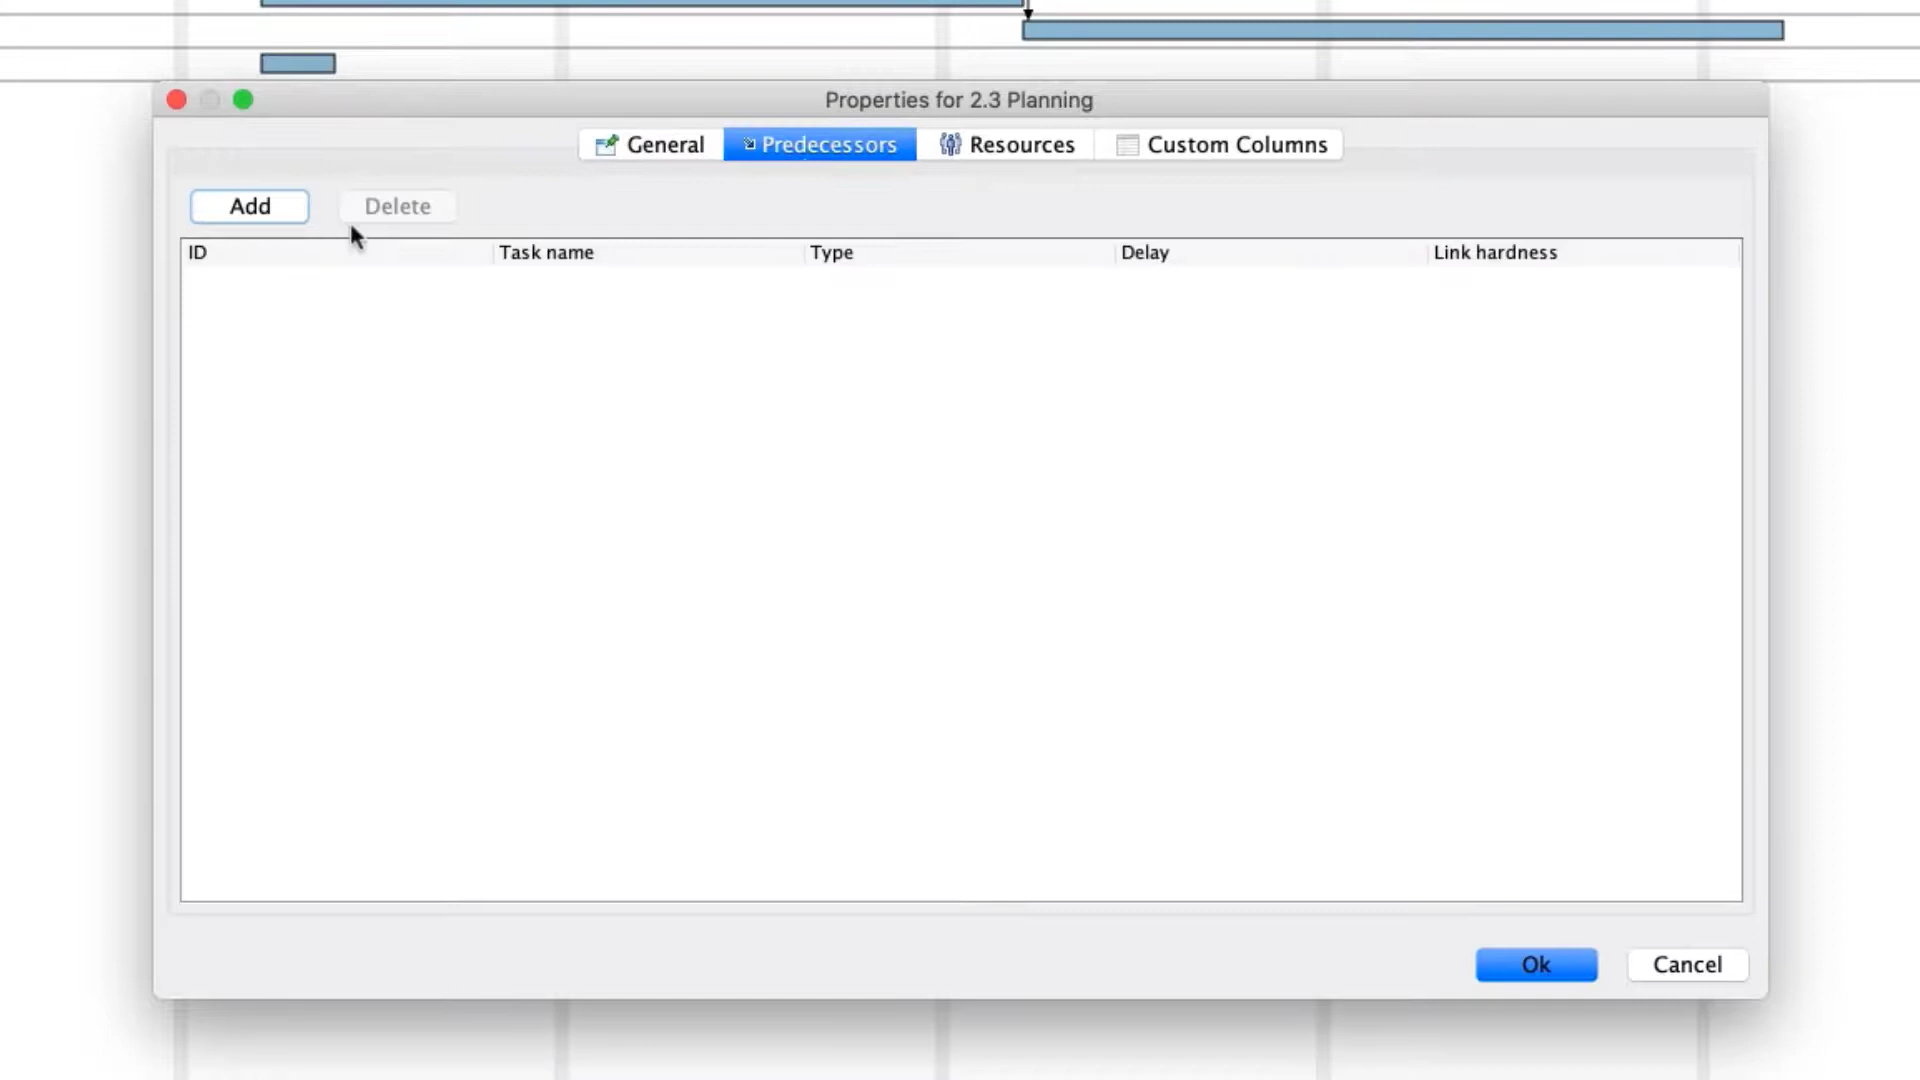 Properties for 2.3 Planning
General Predecessors Resources Custom Columns
Add Delete
ID Task name Type Delay Link hardness
Ok Cancel